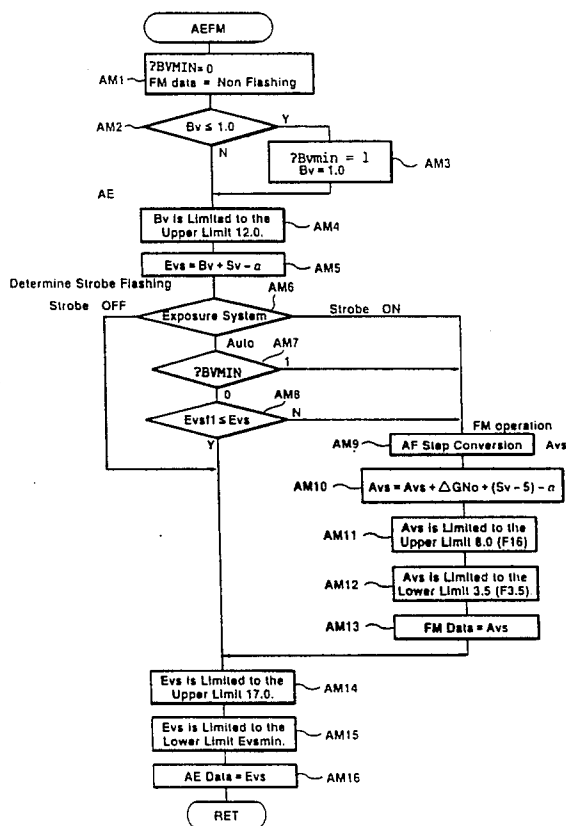 AEFM
?BVMIN = 0
FM data = Non Flashing
AM1
Bv ≤ 1.0
Y
AM2
N
?Bvmin = 1
Bv = 1.0
AM3
AE
Bv is Limited to the
Upper Limit 12.0.
AM4
Evs = Bv + Sv − α
AM5
Determine Strobe Flashing
AM6
Strobe OFF
Exposure System
Strobe ON
Auto
AM7
?BVMIN
1
0
AM8
Evsf1 ≤ Evs
N
Y
FM operation
AM9
AF Step Conversion
Avs
AM10
Avs = Avs + △GNo + (Sv − 5) − α
AM11
Avs is Limited to the
Upper Limit 8.0 (F16)
AM12
Avs is Limited to the
Lower Limit 3.5 (F3.5)
AM13
FM Data = Avs
Evs is Limited to the
Upper Limit 17.0.
AM14
Evs is Limited to the
Lower Limit Evsmin.
AM15
AE Data = Evs
AM16
RET